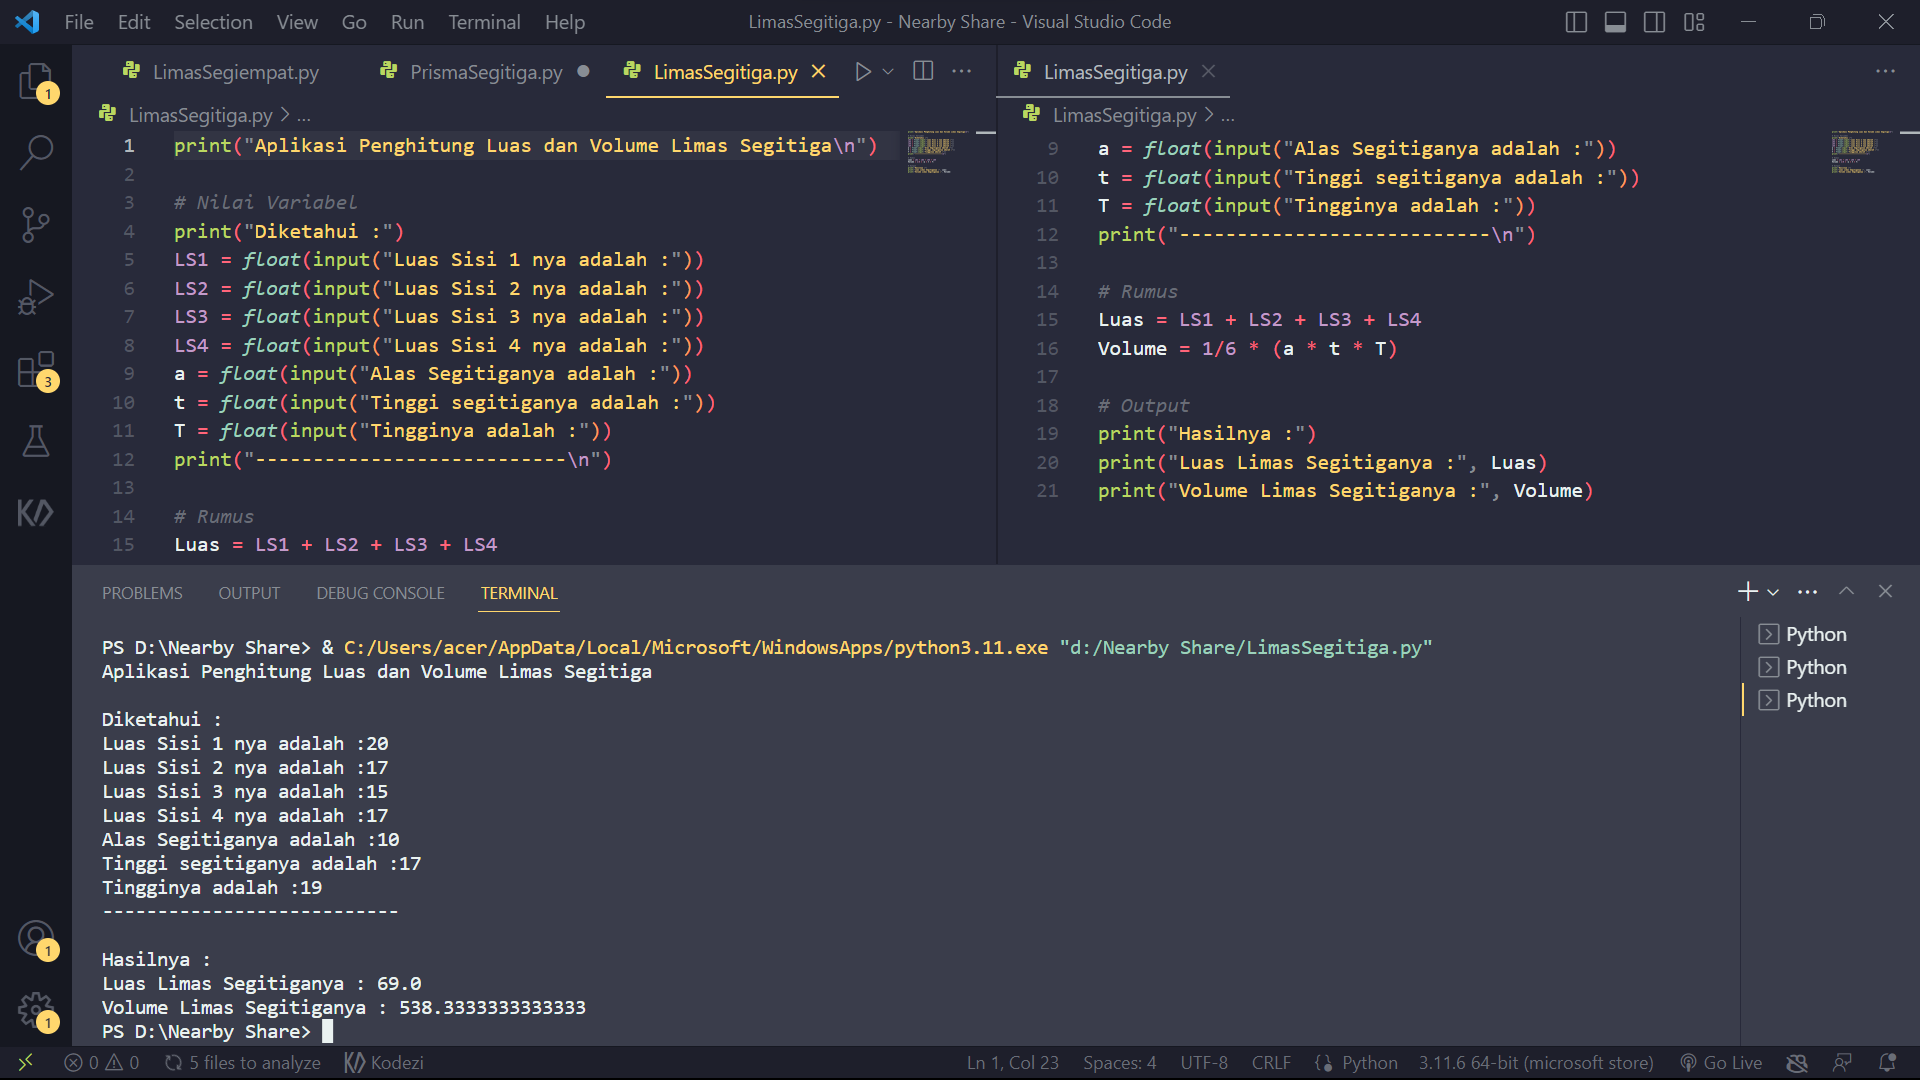 File Edit Selection View Go Run Terminal Help
LimasSegitiga.py - Nearby Share - Visual Studio Code
LimasSegiempat.py
PrismaSegitiga.py
LimasSegitiga.py
LimasSegitiga.py > ...
1 print("Aplikasi Penghitung Luas dan Volume Limas Segitiga\n")
2
3 # Nilai Variabel
4 print("Diketahui :")
5 LS1 = float(input("Luas Sisi 1 nya adalah :"))
6 LS2 = float(input("Luas Sisi 2 nya adalah :"))
7 LS3 = float(input("Luas Sisi 3 nya adalah :"))
8 LS4 = float(input("Luas Sisi 4 nya adalah :"))
9 a = float(input("Alas Segitiganya adalah :"))
10 t = float(input("Tinggi segitiganya adalah :"))
11 T = float(input("Tingginya adalah :"))
12 print("---------------------------\n")
13
14 # Rumus
15 Luas = LS1 + LS2 + LS3 + LS4
LimasSegitiga.py
LimasSegitiga.py > ...
9 a = float(input("Alas Segitiganya adalah :"))
10 t = float(input("Tinggi segitiganya adalah :"))
11 T = float(input("Tingginya adalah :"))
12 print("---------------------------\n")
13
14 # Rumus
15 Luas = LS1 + LS2 + LS3 + LS4
16 Volume = 1/6 * (a * t * T)
17
18 # Output
19 print("Hasilnya :")
20 print("Luas Limas Segitiganya :", Luas)
21 print("Volume Limas Segitiganya :", Volume)
1
3
1
1
PROBLEMS OUTPUT DEBUG CONSOLE TERMINAL
PS D:\Nearby Share> & C:/Users/acer/AppData/Local/Microsoft/WindowsApps/python3.11.exe "d:/Nearby Share/LimasSegitiga.py"
Aplikasi Penghitung Luas dan Volume Limas Segitiga
Diketahui :
Luas Sisi 1 nya adalah :20
Luas Sisi 2 nya adalah :17
Luas Sisi 3 nya adalah :15
Luas Sisi 4 nya adalah :17
Alas Segitiganya adalah :10
Tinggi segitiganya adalah :17
Tingginya adalah :19
---------------------------
Hasilnya :
Luas Limas Segitiganya : 69.0
Volume Limas Segitiganya : 538.3333333333333
PS D:\Nearby Share>
Python
Python
Python
0 0 5 files to analyze Kodezi
Ln 1, Col 23 Spaces: 4 UTF-8 CRLF Python 3.11.6 64-bit (microsoft store) Go Live